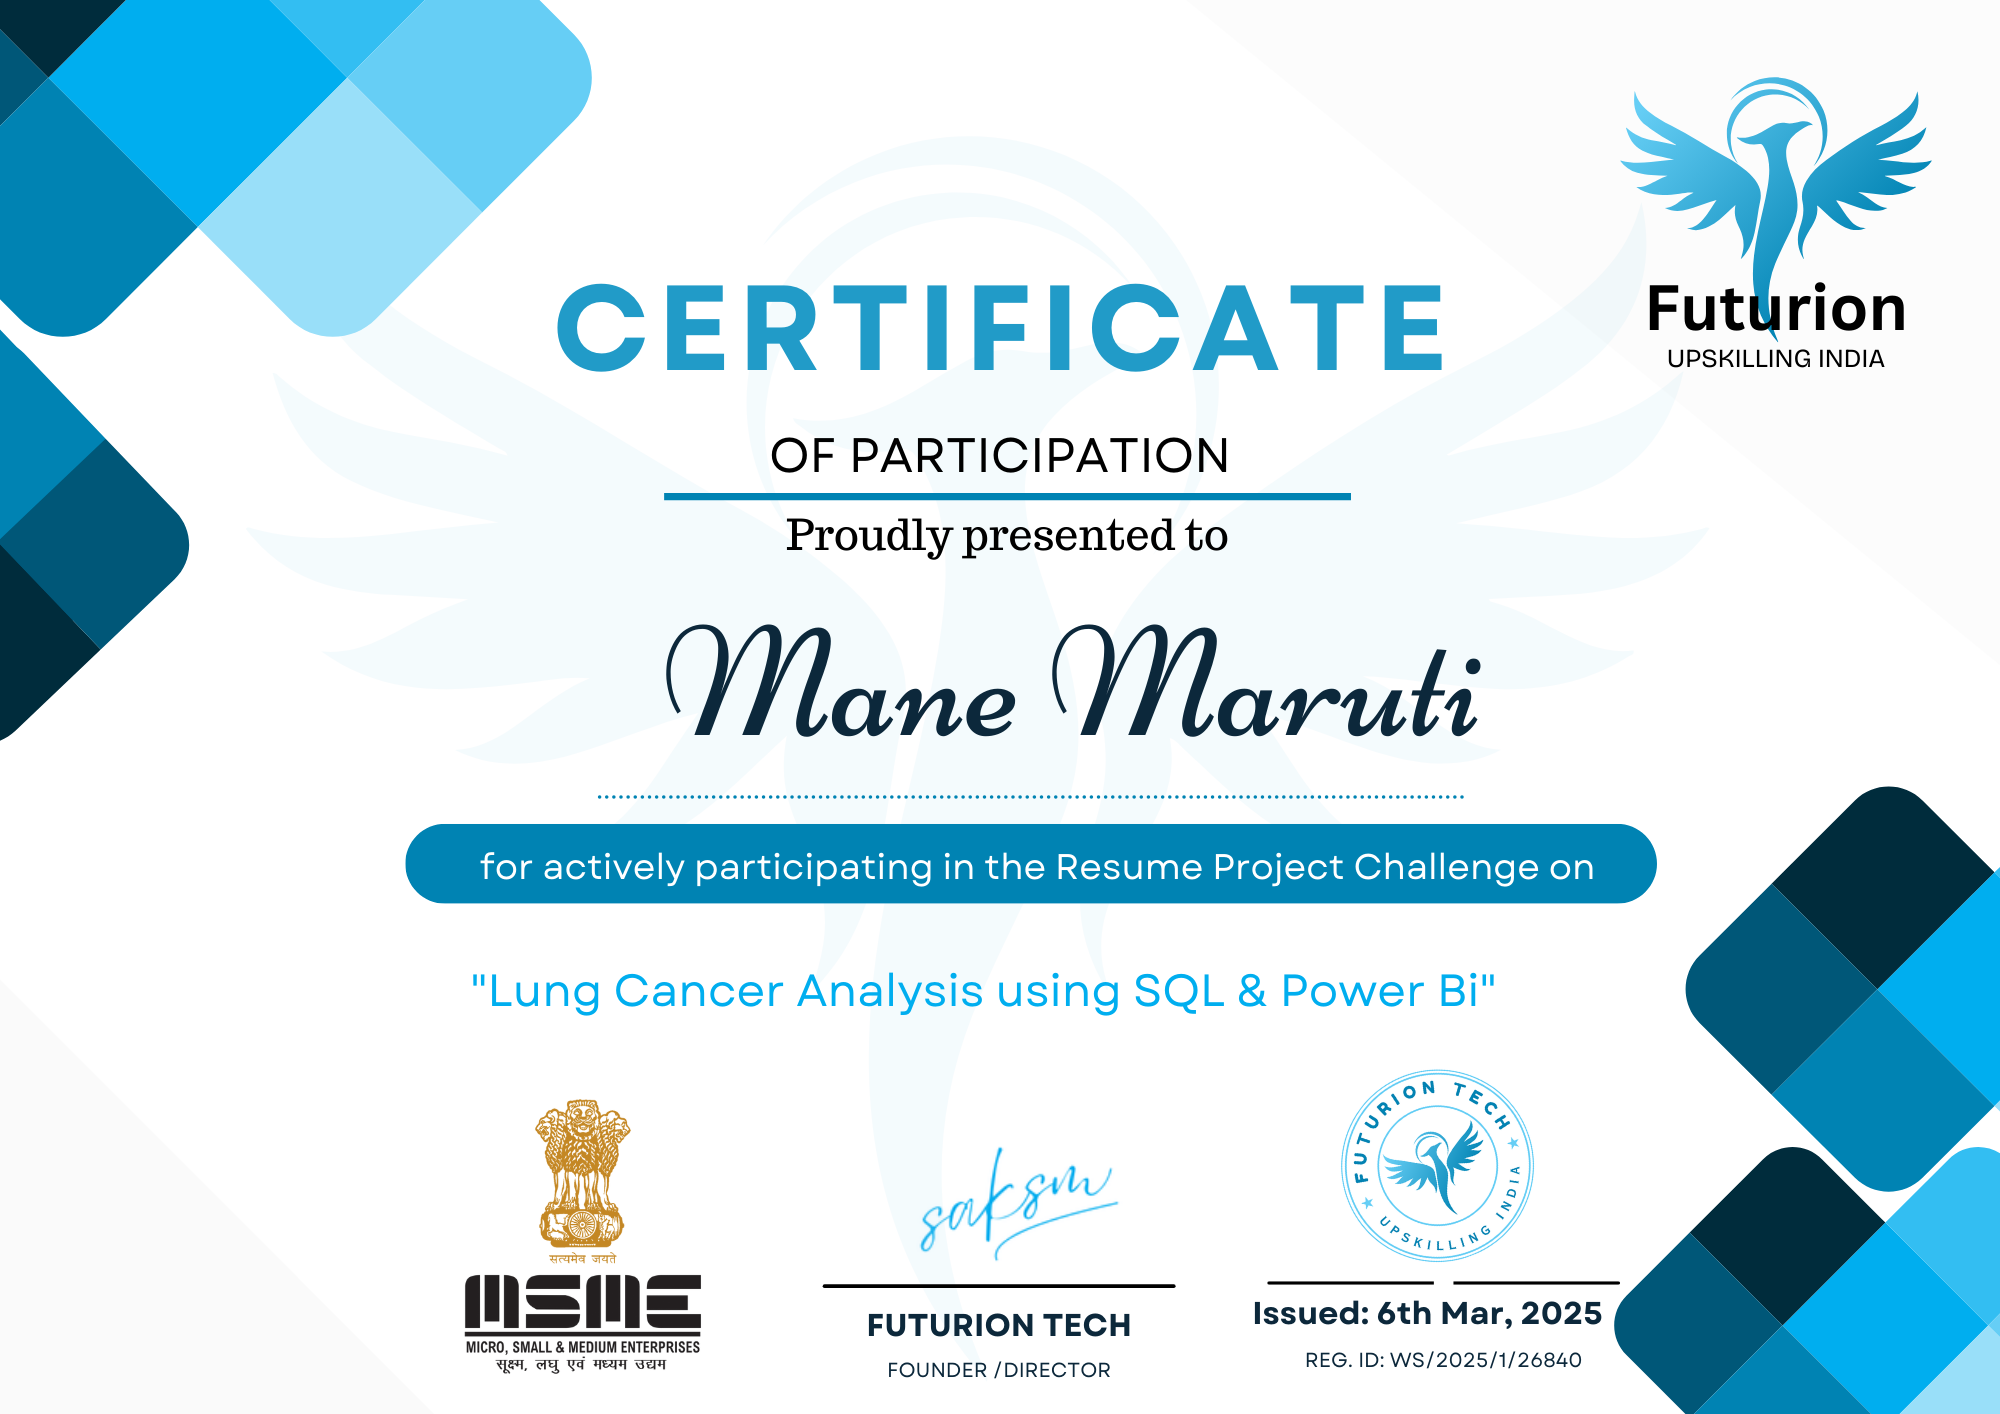 Futurion
UPSKILLING INDIA
CERTIFICATE
OF PARTICIPATION
Proudly presented to
Mane Maruti
for actively participating in the Resume Project Challenge on
"Lung Cancer Analysis using SQL & Power Bi"
सत्यमेव जयते
MSME
MICRO, SMALL & MEDIUM ENTERPRISES
सूक्ष्म, लघु एवं मध्यम उद्यम
saksm
FUTURION TECH
FOUNDER /DIRECTOR
FUTURION TECH
UPSKILLING INDIA
Issued: 6th Mar, 2025
REG. ID: WS/2025/1/26840